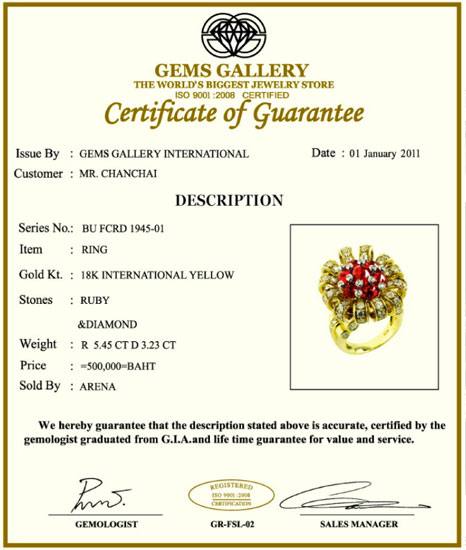 GEMS GALLERY
THE WORLD'S BIGGEST JEWELRY STORE
ISO 9001 :2008 CERTIFIED
Certificate of Guarantee
Issue By : GEMS GALLERY INTERNATIONAL Date : 01 January 2011
Customer : MR. CHANCHAI
DESCRIPTION
Series No.: BU FCRD 1945-01
Item : RING
Gold Kt. : 18K INTERNATIONAL YELLOW
Stones : RUBY
&DIAMOND
Weight : R 5.45 CT D 3.23 CT
Price : =500,000=BAHT
Sold By : ARENA
We hereby guarantee that the description stated above is accurate, certified by the
gemologist graduated from G.I.A.and life time guarantee for value and service.
REGISTERED
ISO 9001 :2008
CERTIFICATION
GEMOLOGIST GR-FSL-02 SALES MANAGER